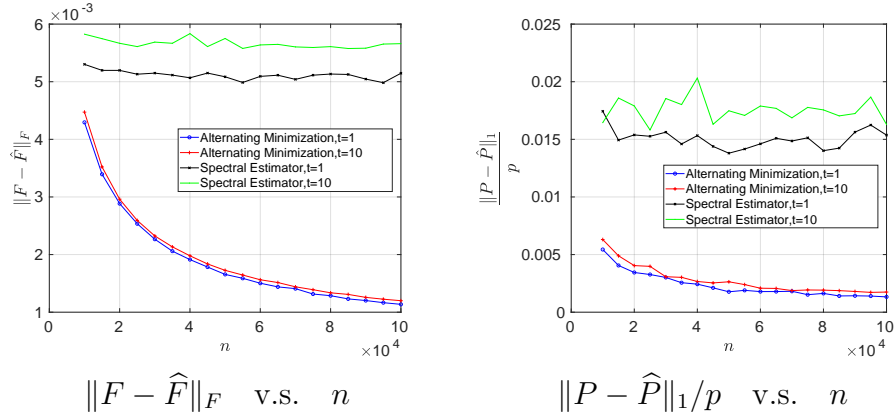 ×10⁻³
6
5
4
3
2
1
‖F − F̂‖_F
Alternating Minimization,t=1
Alternating Minimization,t=10
Spectral Estimator,t=1
Spectral Estimator,t=10
0 2 4 6 8 10
n
×10⁴
‖F − F̂‖_F v.s. n
0.025
0.02
0.015
0.01
0.005
0
‖P − P̂‖₁
p
Alternating Minimization,t=1
Alternating Minimization,t=10
Spectral Estimator,t=1
Spectral Estimator,t=10
0 2 4 6 8 10
n
×10⁴
‖P − P̂‖₁/p v.s. n